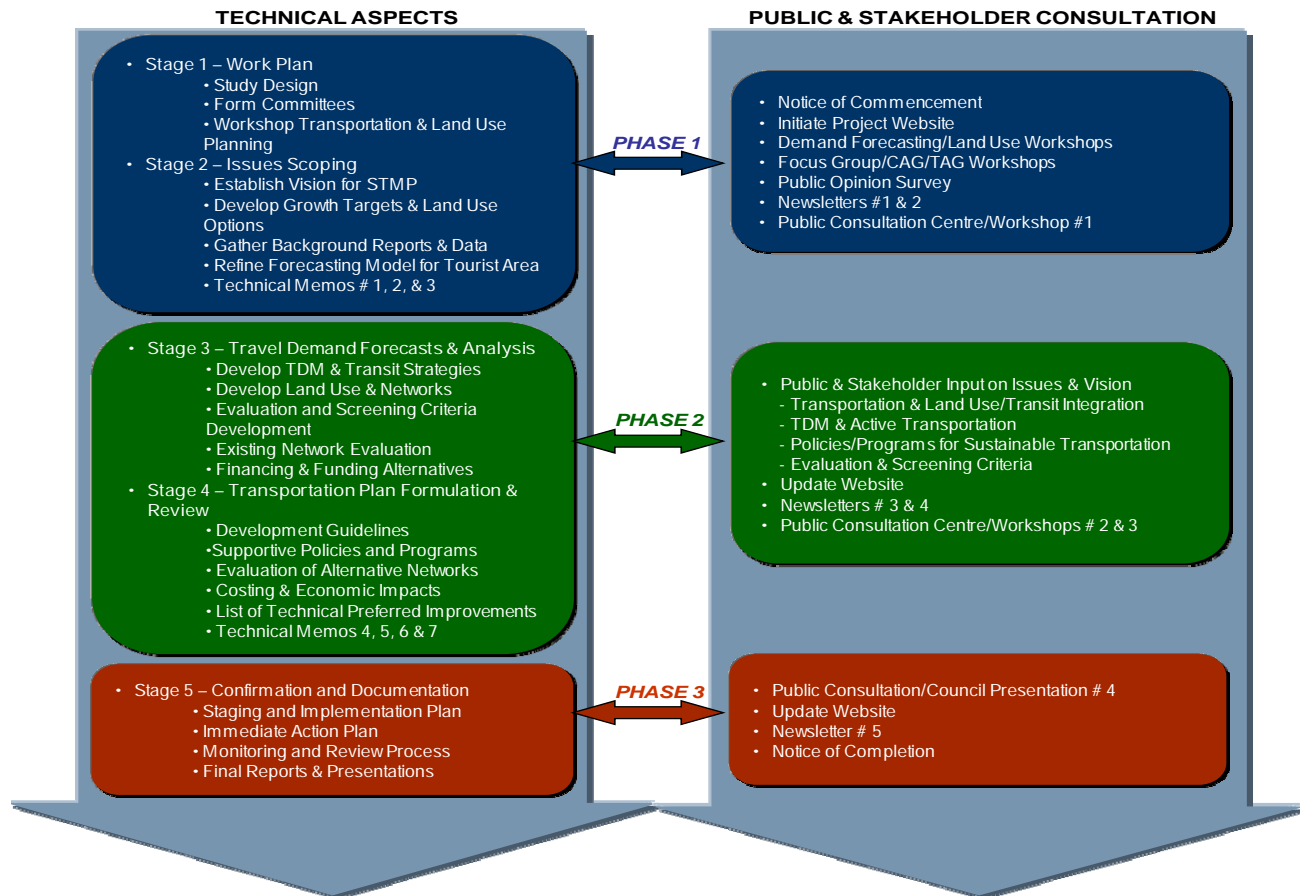 TECHNICAL ASPECTS
• Stage 1 – Work Plan
• Study Design
• Form Committees
• Workshop Transportation & Land Use
Planning
• Stage 2 – Issues Scoping
• Establish Vision for STMP
• Develop Growth Targets & Land Use
Options
• Gather Background Reports & Data
• Refine Forecasting Model for Tourist Area
• Technical Memos # 1, 2, & 3
• Stage 3 – Travel Demand Forecasts & Analysis
• Develop TDM & Transit Strategies
• Develop Land Use & Networks
• Evaluation and Screening Criteria
Development
• Existing Network Evaluation
• Financing & Funding Alternatives
• Stage 4 – Transportation Plan Formulation &
Review
• Development Guidelines
•Supportive Policies and Programs
• Evaluation of Alternative Networks
• Costing & Economic Impacts
• List of Technical Preferred Improvements
• Technical Memos 4, 5, 6 & 7
• Stage 5 – Confirmation and Documentation
• Staging and Implementation Plan
• Immediate Action Plan
• Monitoring and Review Process
• Final Reports & Presentations
PHASE 1
PHASE 2
PHASE 3
PUBLIC & STAKEHOLDER CONSULTATION
• Notice of Commencement
• Initiate Project Website
• Demand Forecasting/Land Use Workshops
• Focus Group/CAG/TAG Workshops
• Public Opinion Survey
• Newsletters #1 & 2
• Public Consultation Centre/Workshop #1
• Public & Stakeholder Input on Issues & Vision
- Transportation & Land Use/Transit Integration
- TDM & Active Transportation
- Policies/Programs for Sustainable Transportation
- Evaluation & Screening Criteria
• Update Website
• Newsletters # 3 & 4
• Public Consultation Centre/Workshops # 2 & 3
• Public Consultation/Council Presentation # 4
• Update Website
• Newsletter # 5
• Notice of Completion